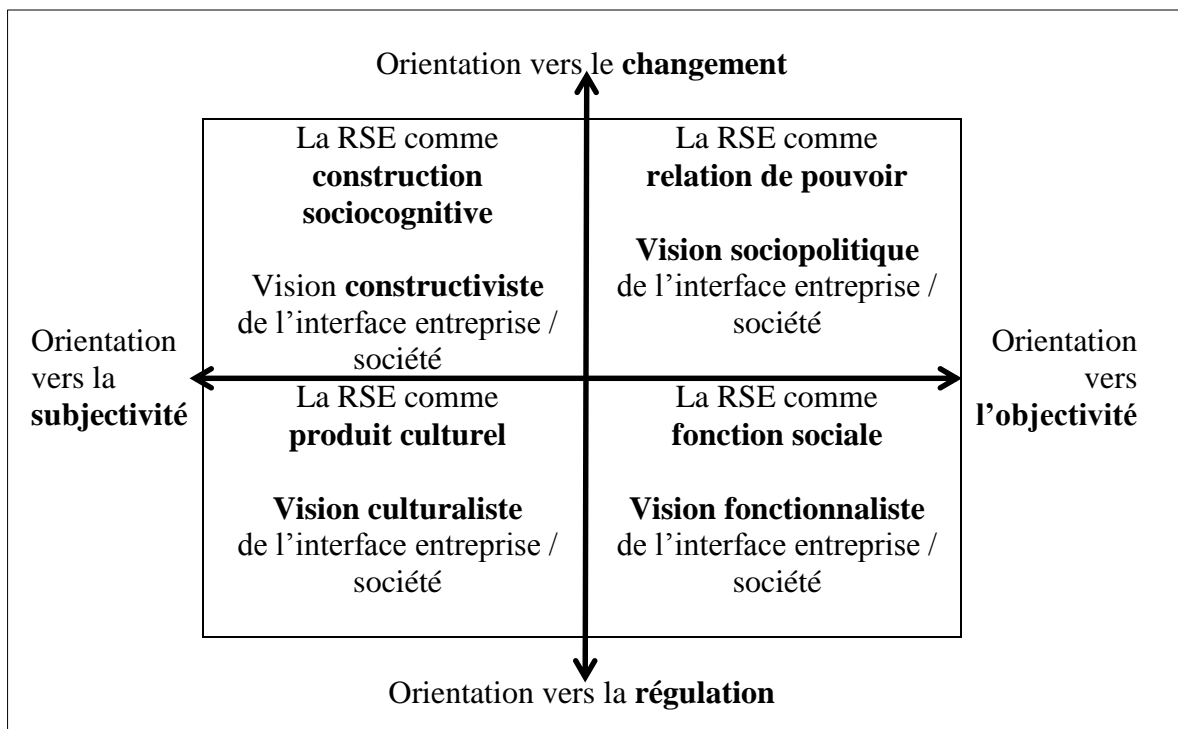 Orientation vers le changement
La RSE comme
construction
sociocognitive
Vision constructiviste
de l’interface entreprise /
société
La RSE comme
relation de pouvoir
Vision sociopolitique
de l’interface entreprise /
société
Orientation
vers la
subjectivité
Orientation
vers
l’objectivité
La RSE comme
produit culturel
Vision culturaliste
de l’interface entreprise /
société
La RSE comme
fonction sociale
Vision fonctionnaliste
de l’interface entreprise /
société
Orientation vers la régulation